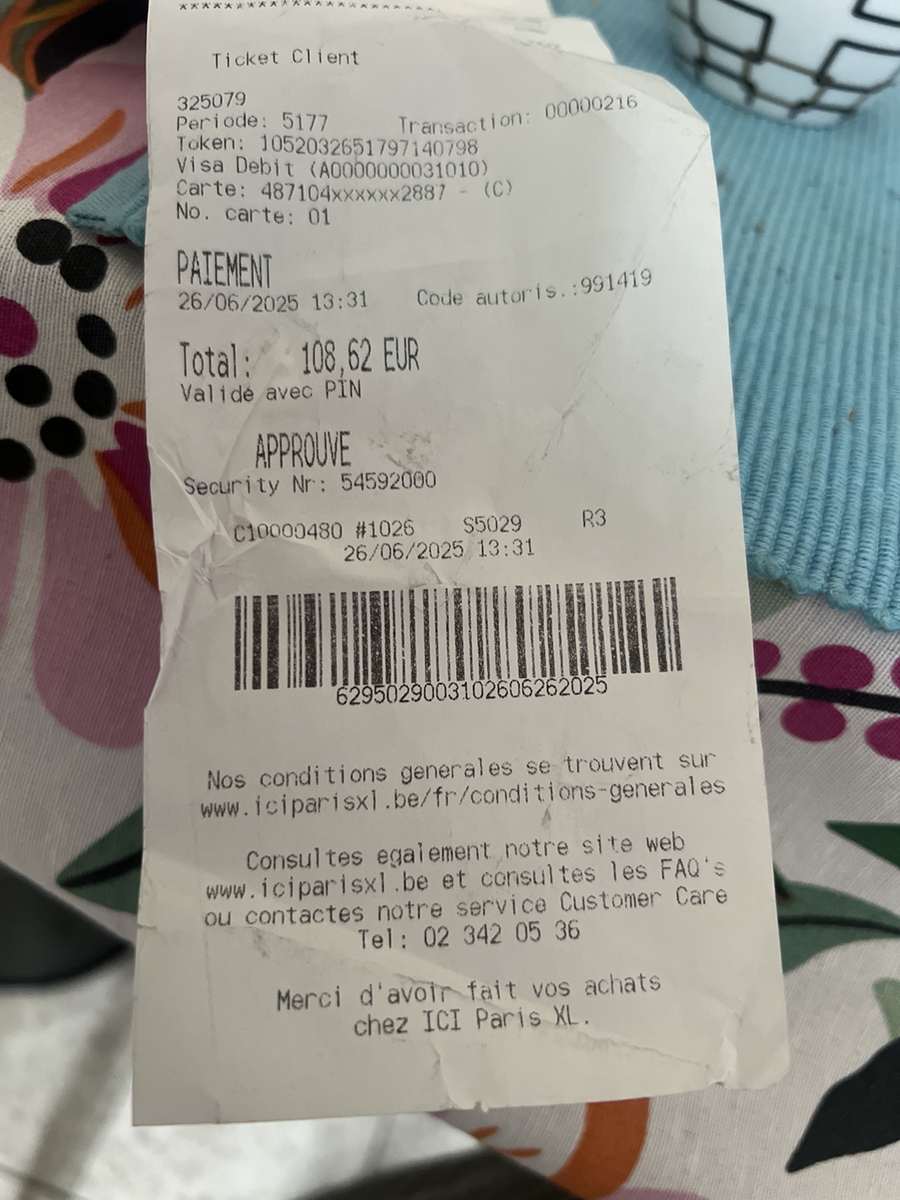 ************************
Ticket Client
325079
Periode: 5177 Transaction: 00000216
Token: 1052032651797140798
Visa Debit (A0000000031010)
Carte: 487104xxxxxx2887 - (C)
No. carte: 01
PAIEMENT
26/06/2025 13:31 Code autoris.:991419
Total: 108,62 EUR
Validé avec PIN
APPROUVE
Security Nr: 54592000
C10000480 #1026 S5029 R3
26/06/2025 13:31
6295029003102606262025
Nos conditions generales se trouvent sur
www.iciparisxl.be/fr/conditions-generales
Consultes egalement notre site web
www.iciparisxl.be et consultes les FAQ's
ou contactes notre service Customer Care
Tel: 02 342 05 36
Merci d'avoir fait vos achats
chez ICI Paris XL.